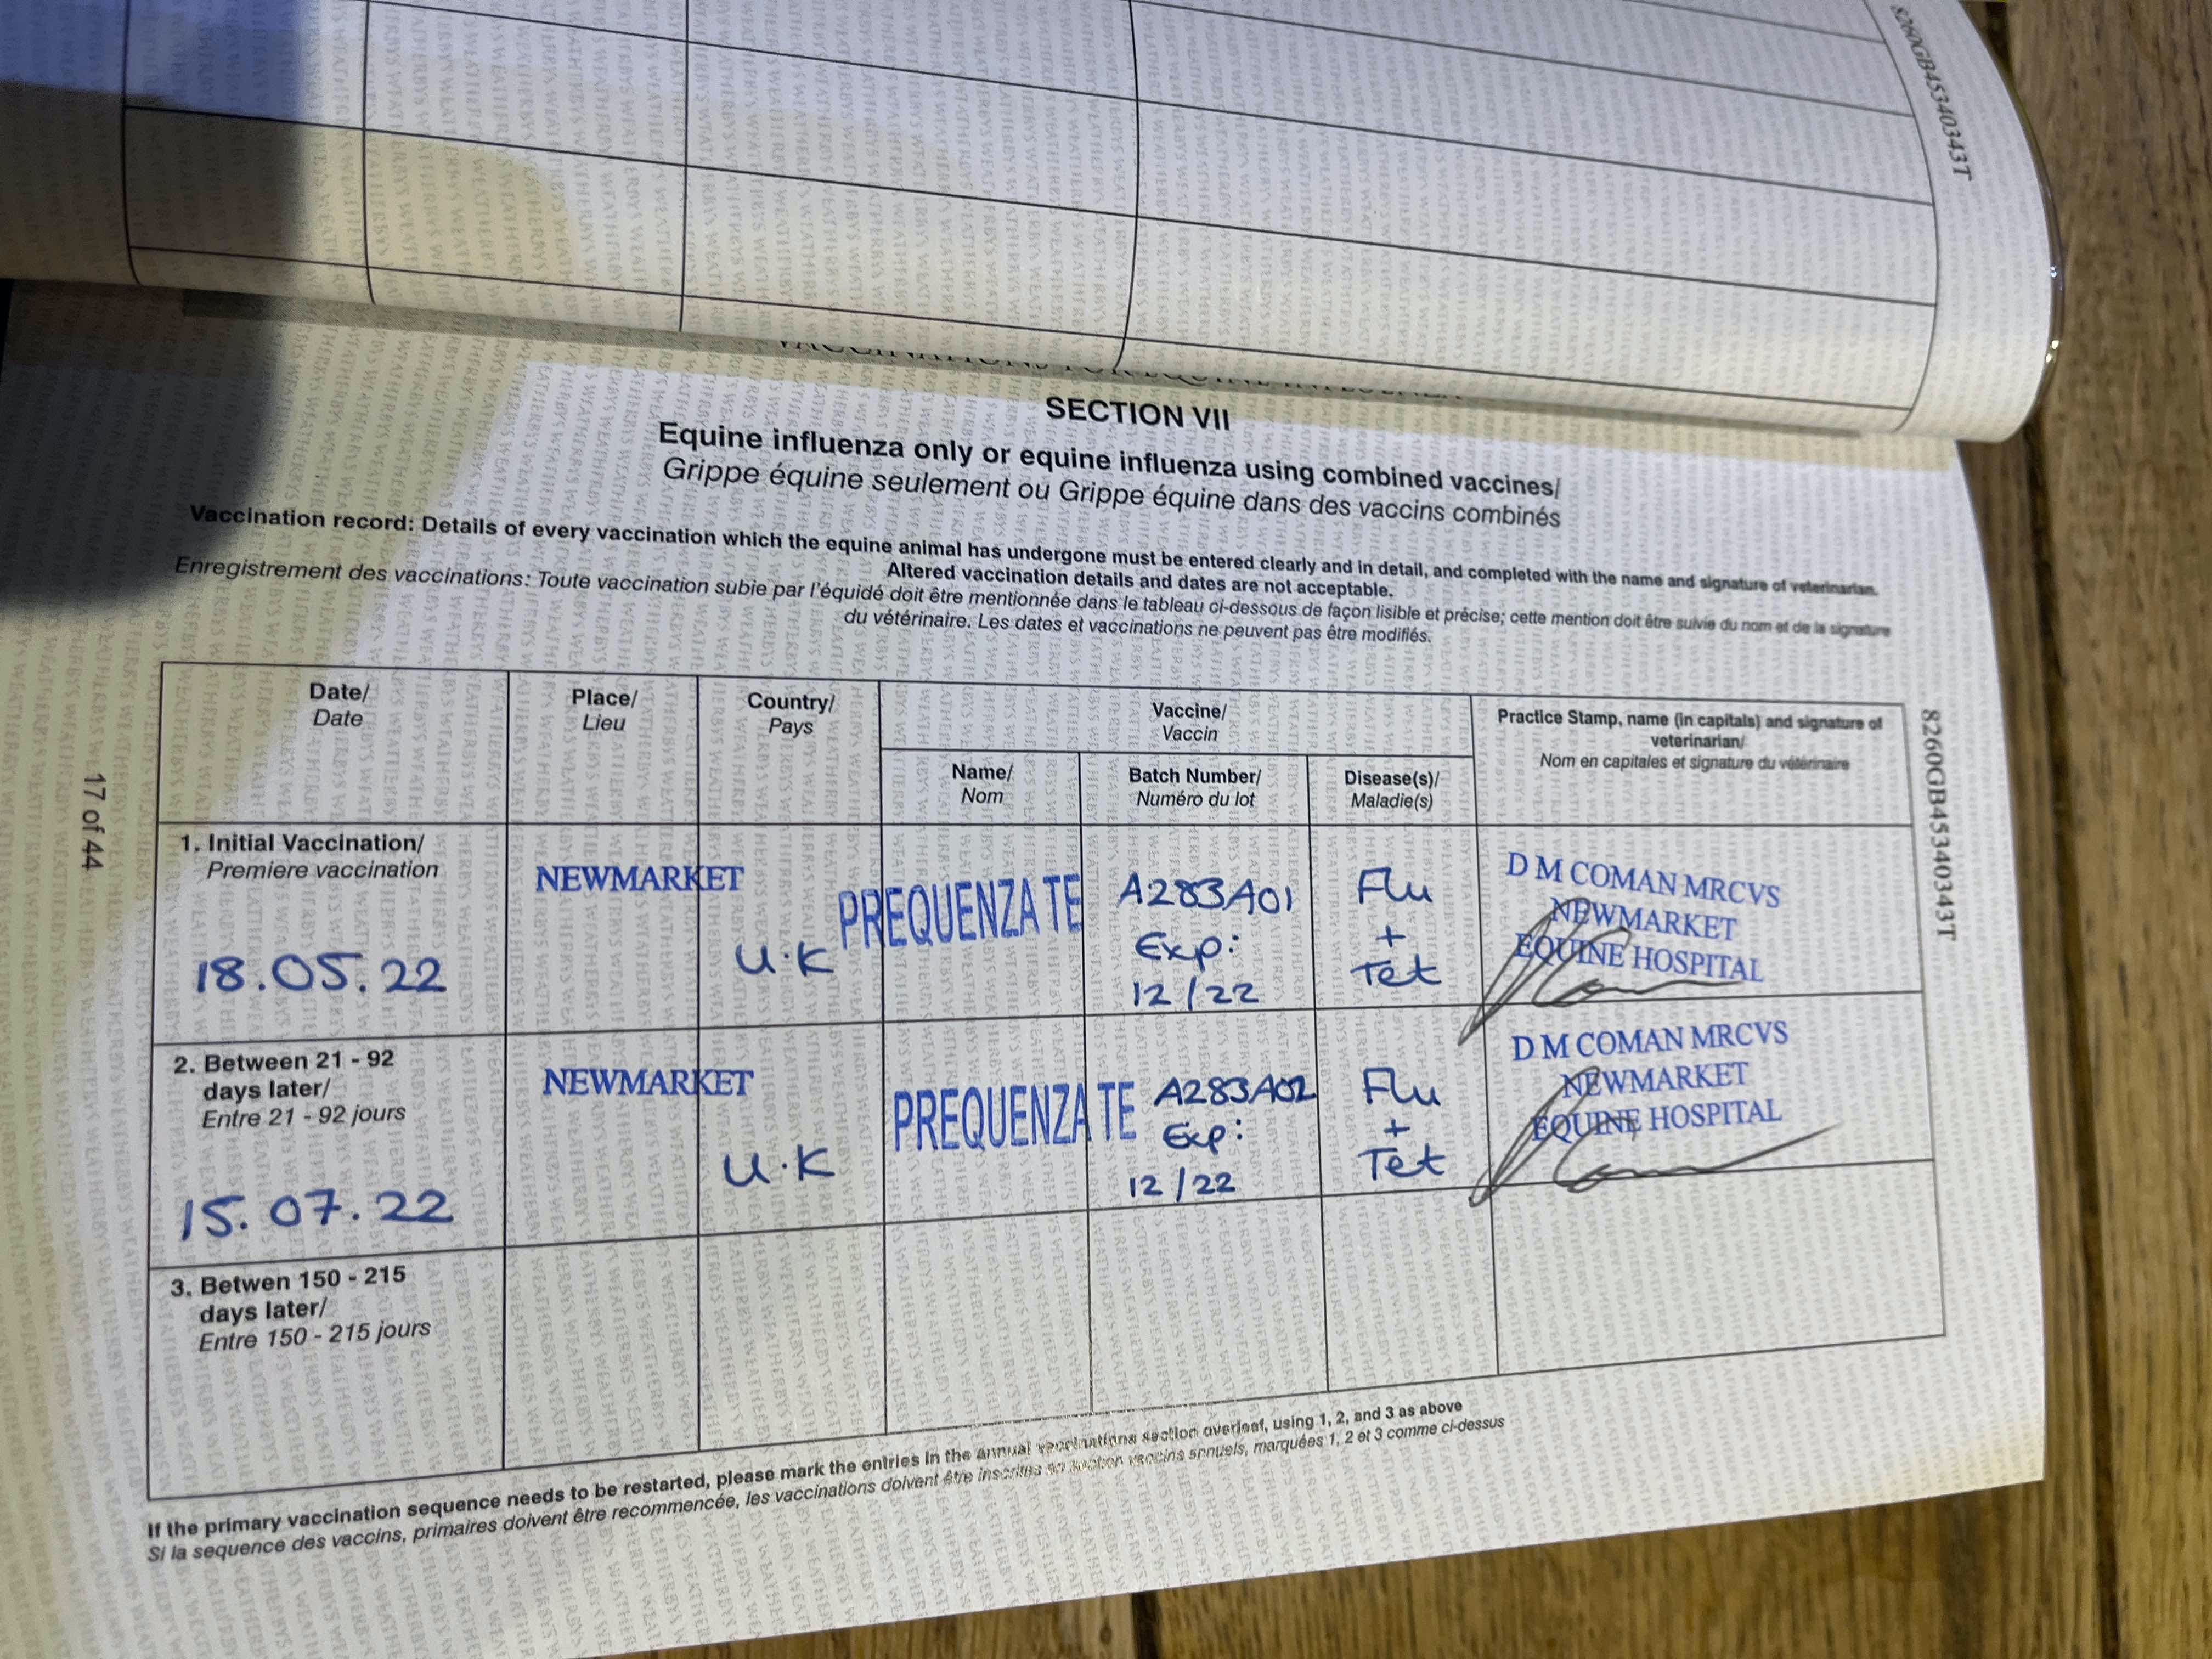 8260GB45340343T
SECTION VII
Equine influenza only or equine influenza using combined vaccines/
Grippe équine seulement ou Grippe équine dans des vaccins combinés
Vaccination record: Details of every vaccination which the equine animal has undergone must be entered clearly and in detail, and completed with the name and signature of veterinarian.
Altered vaccination details and dates are not acceptable.
Enregistrement des vaccinations: Toute vaccination subie par l'équidé doit être mentionnée dans le tableau ci-dessous de façon lisible et précise; cette mention doit être suivie du nom et de la signature
du vétérinaire. Les dates et vaccinations ne peuvent pas être modifiés.
Date/
Date
Place/
Lieu
Country/
Pays
Vaccine/
Vaccin
Name/
Nom
Batch Number/
Numéro du lot
Disease(s)/
Maladie(s)
Practice Stamp, name (in capitals) and signature of
veterinarian/
Nom en capitales et signature du vétérinaire
1. Initial Vaccination/
Premiere vaccination
18.05.22
NEWMARKET
U.K
PREQUENZA TE
A283A01
Exp:
12/22
Flu
+
Tet
D M COMAN MRCVS
NEWMARKET
EQUINE HOSPITAL
2. Between 21 - 92
days later/
Entre 21 - 92 jours
15.07.22
NEWMARKET
U.K
PREQUENZA TE
A283A02
Exp:
12/22
Flu
+
Tet
D M COMAN MRCVS
NEWMARKET
EQUINE HOSPITAL
3. Betwen 150 - 215
days later/
Entre 150 - 215 jours
If the primary vaccination sequence needs to be restarted, please mark the entries in the annual vaccinations section overleaf, using 1, 2, and 3 as above
Si la sequence des vaccins, primaires doivent être recommencée, les vaccinations doivent être inscrites en section vaccins annuels, marquées 1, 2 et 3 comme ci-dessus
17 of 44
8260GB45340343T